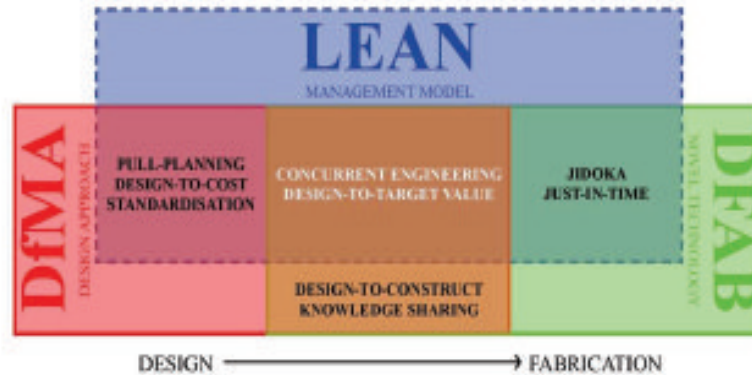 LEAN
MANAGEMENT MODEL
DfMA
DESIGN APPROACH
PULL-PLANNING
DESIGN-TO-COST
STANDARDISATION
CONCURRENT ENGINEERING
DESIGN-TO-TARGET VALUE
JIDOKA
JUST-IN-TIME
DFAB
NOVEL TECHNOLOGY
DESIGN-TO-CONSTRUCT
KNOWLEDGE SHARING
DESIGN
FABRICATION